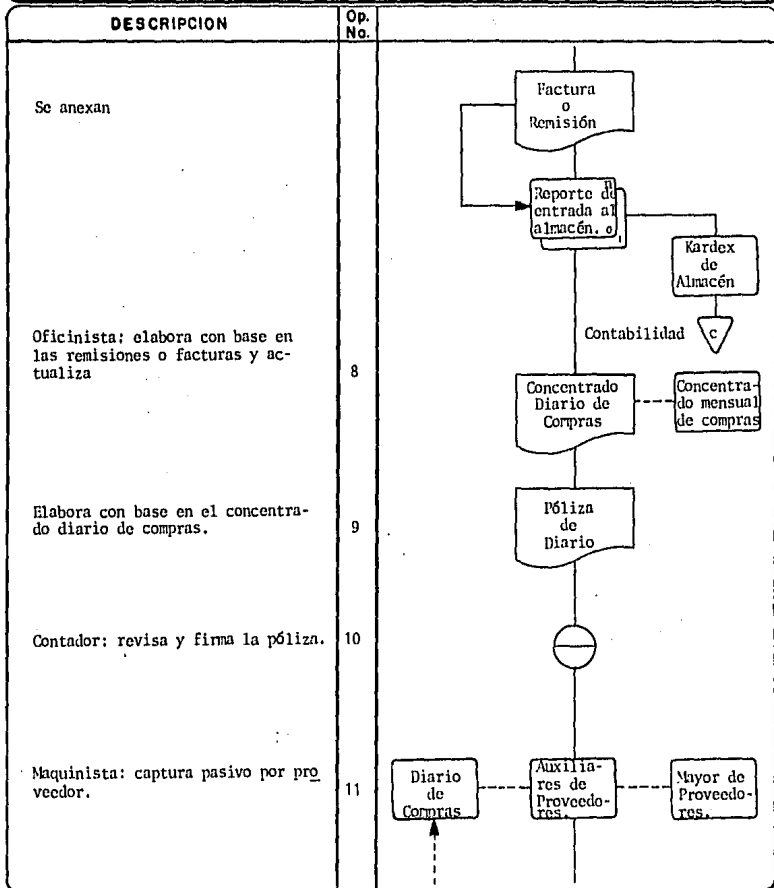 DESCRIPCION
Op.
No.
Se anexan
Factura
o
Remisión
Reporte de
entrada al
almacén. o
n
1
Kardex
de
Almacén
Contabilidad
c
Oficinista: elabora con base en
las remisiones o facturas y ac-
tualiza
8
Concentrado
Diario de
Compras
Concentra-
do mensual
de compras
Elabora con base en el concentra-
do diario de compras.
9
Póliza
de
Diario
Contador: revisa y firma la póliza.
10
Maquinista: captura pasivo por pro
veedor.
11
Diario
de
Compras
Auxilia-
res de
Proveedo-
res.
Mayor de
Proveedo-
res.